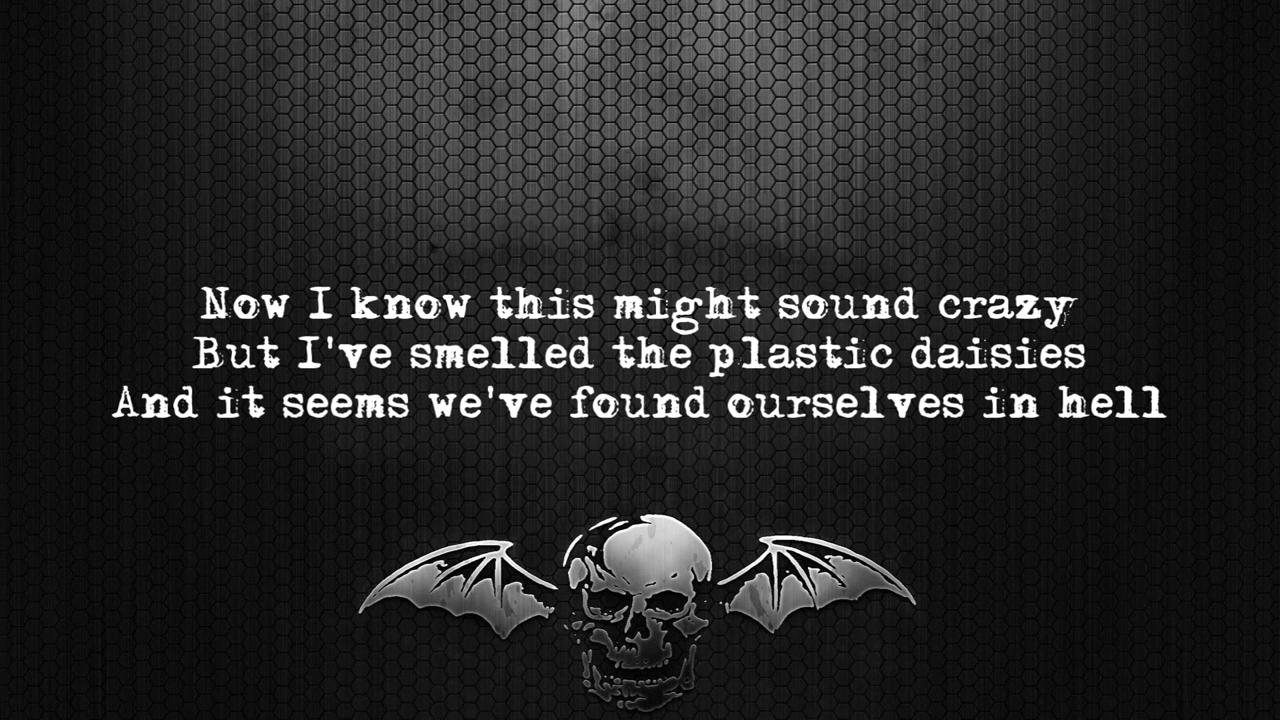 Now I know this might sound crazy
But I've smelled the plastic daisies
And it seems we've found ourselves in hell